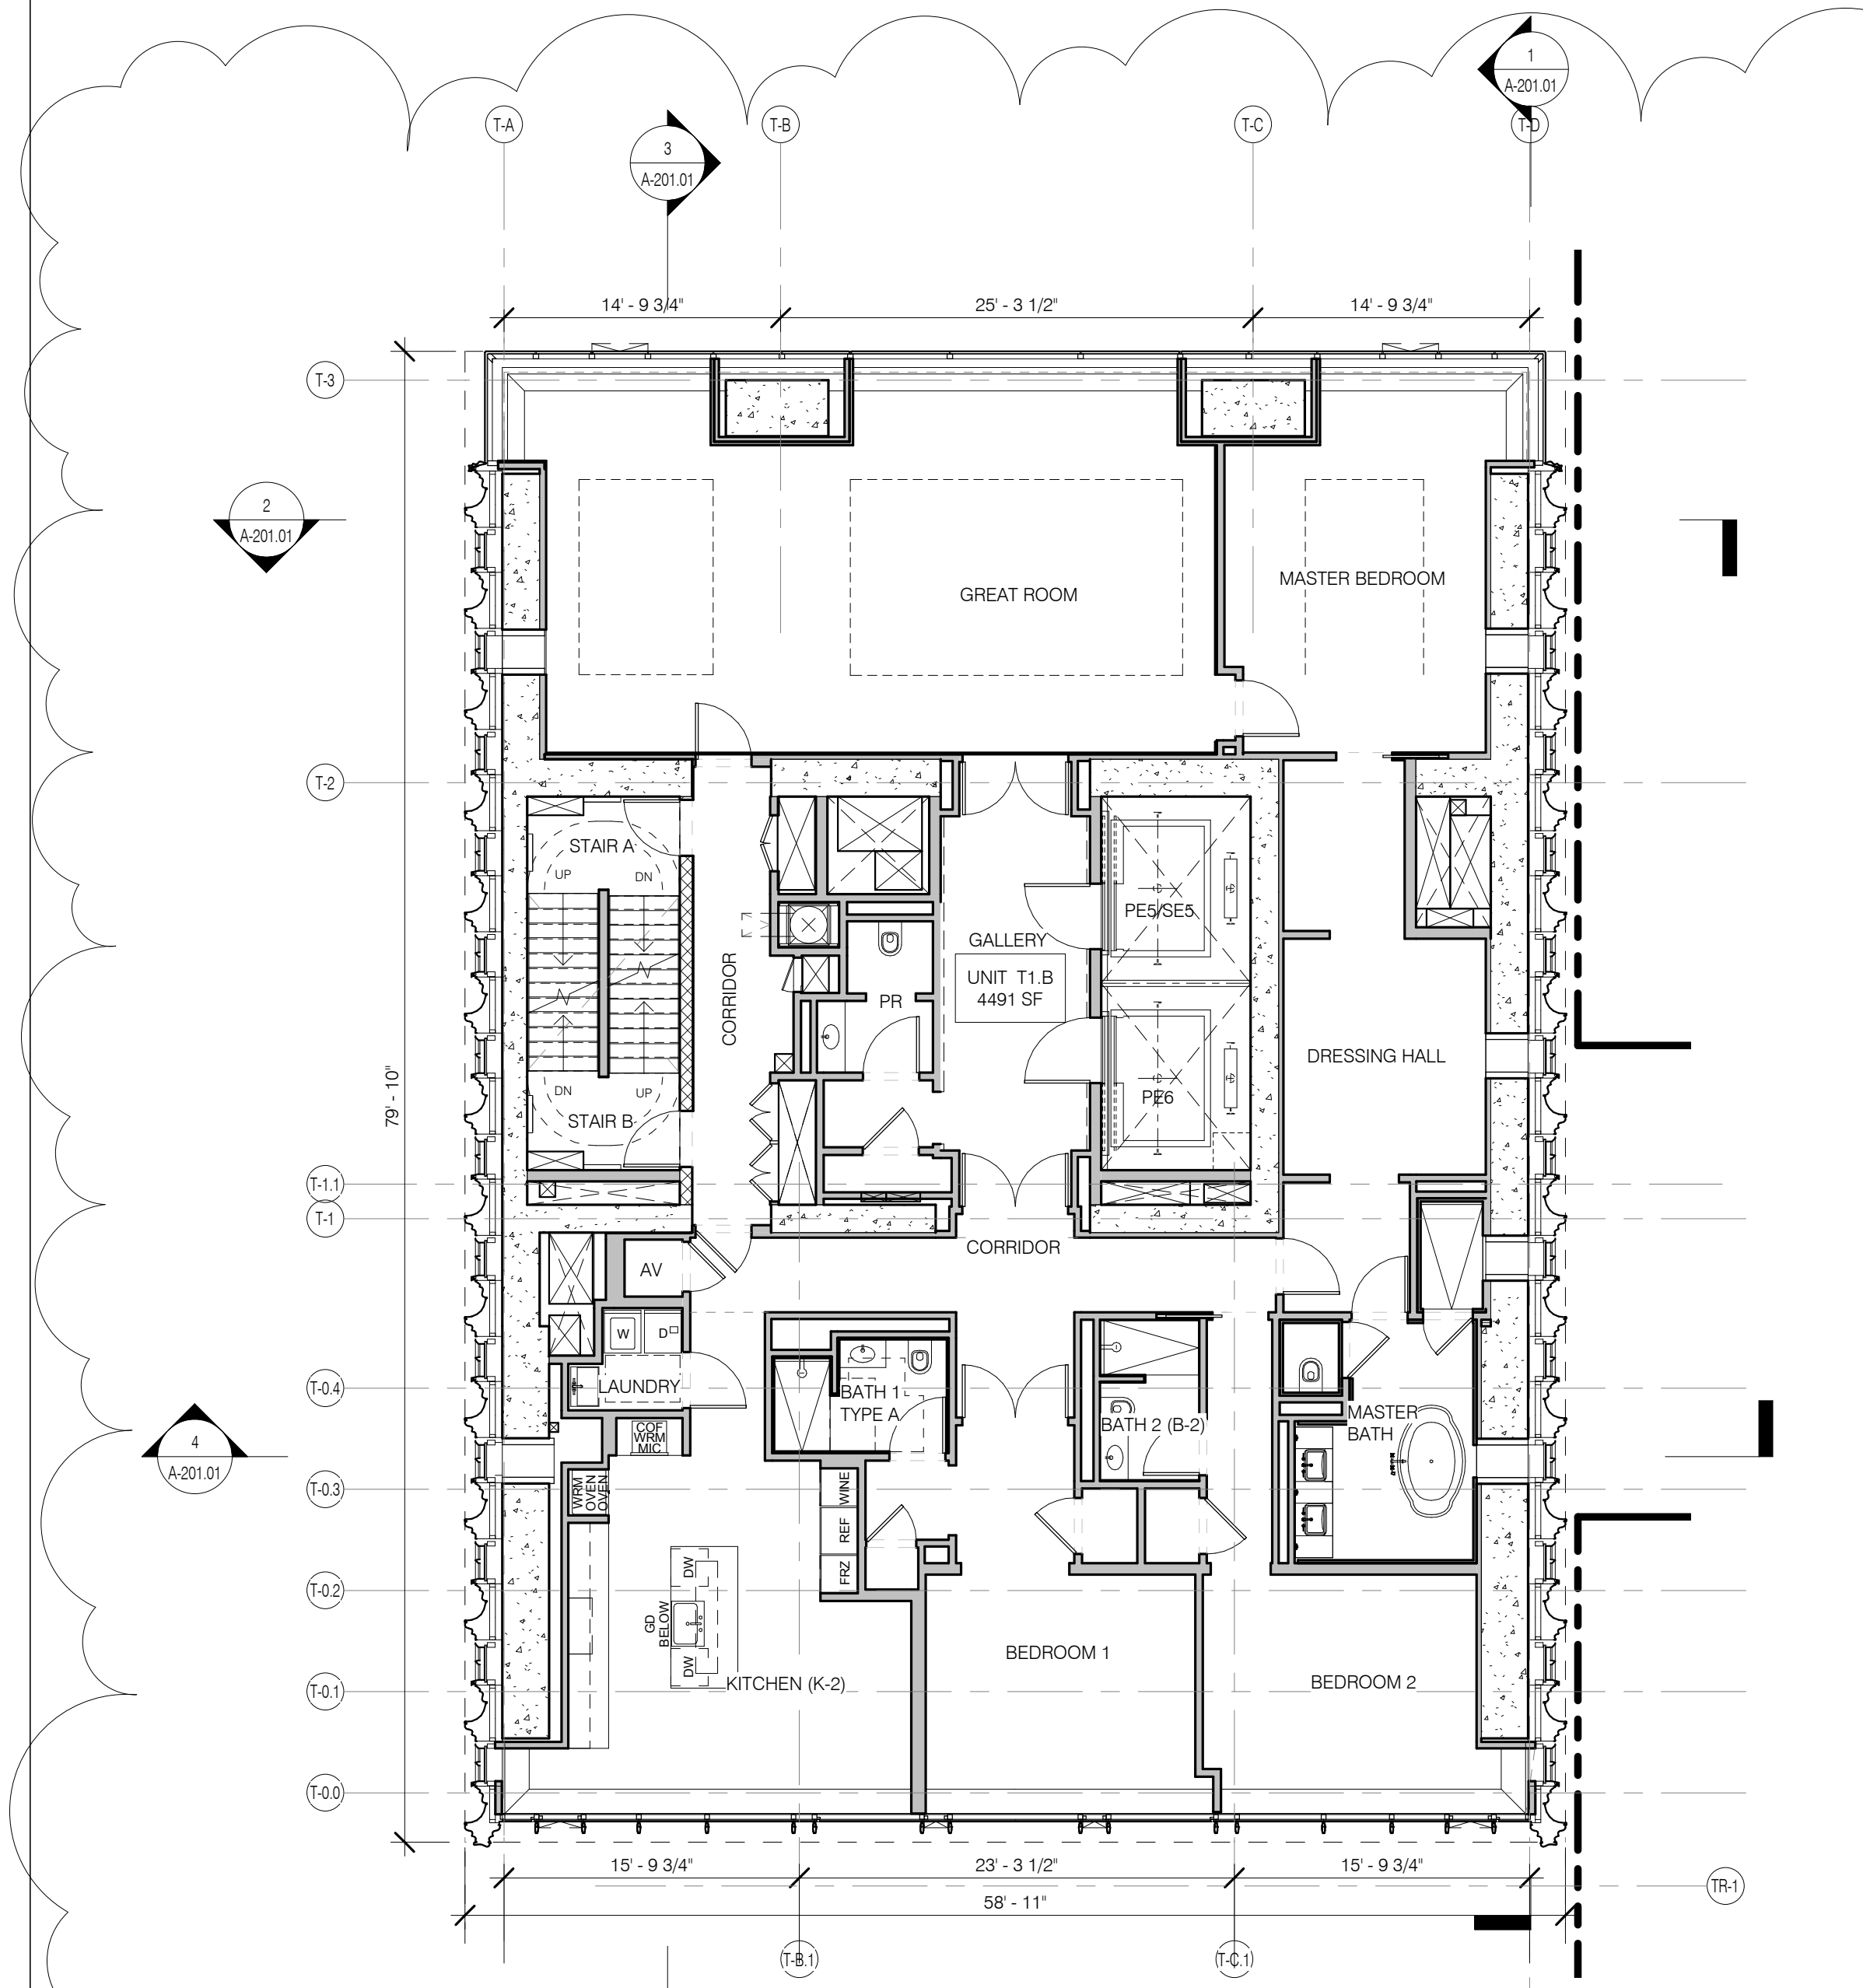 1
A-201.01
T-A
T-B
T-C
T-D
3
A-201.01
14' - 9 3/4"
25' - 3 1/2"
14' - 9 3/4"
T-3
2
A-201.01
MASTER BEDROOM
GREAT ROOM
T-2
STAIR A
UP
DN
PE5/SE5
GALLERY
UNIT T1.B
4491 SF
CORRIDOR
PR
DRESSING HALL
79' - 10"
DN
UP
PE6
STAIR B
T-1.1
T-1
CORRIDOR
AV
W
D
LAUNDRY
T-0.4
BATH 1
TYPE A
BATH 2 (B-2)
MASTER
BATH
4
A-201.01
COF
WRM
MIC
T-0.3
WRM
OVEN
OVEN
WINE
REF
FRZ
DW
T-0.2
GD
BELOW
DW
BEDROOM 1
KITCHEN (K-2)
BEDROOM 2
T-0.1
T-0.0
15' - 9 3/4"
23' - 3 1/2"
15' - 9 3/4"
TR-1
58' - 11"
T-B.1
T-C.1